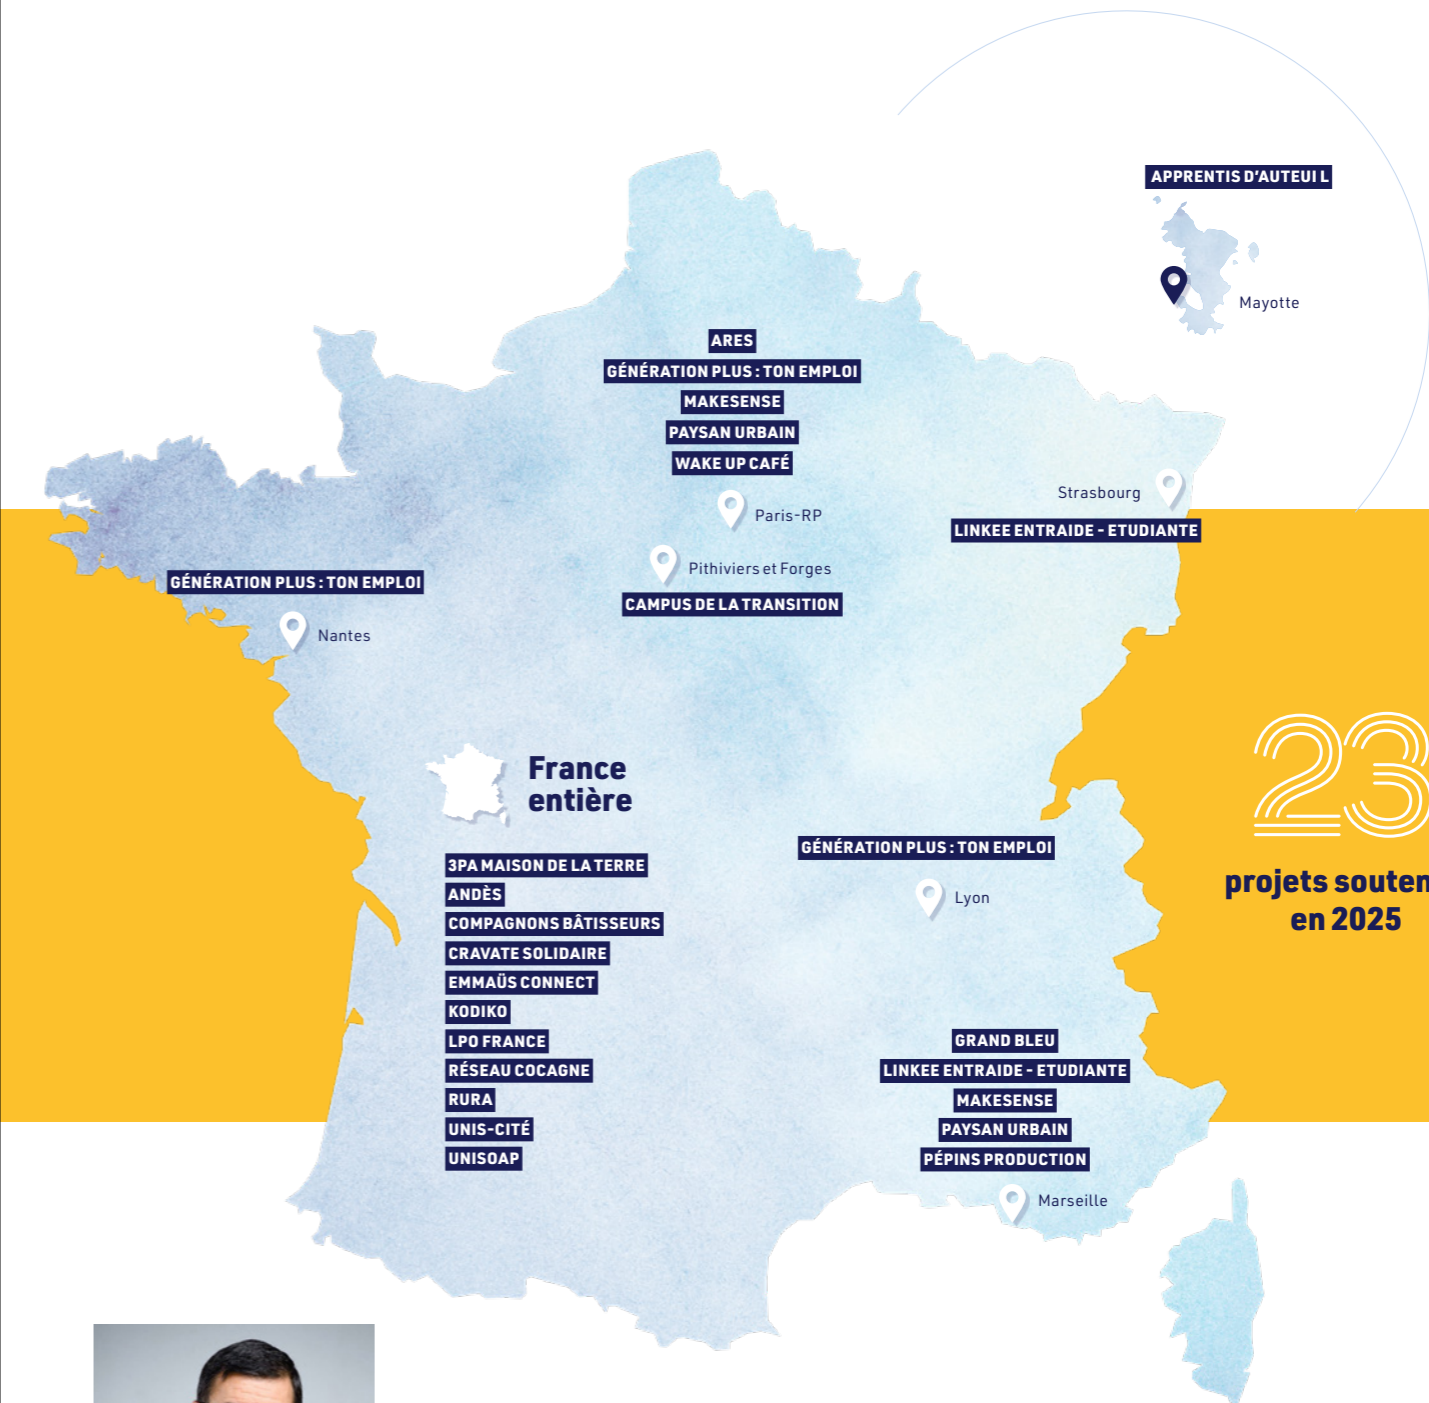 APPRENTIS D'AUTEUIL
Mayotte
ARES
GÉNÉRATION PLUS : TON EMPLOI
MAKESENSE
PAYSAN URBAIN
WAKE UP CAFÉ
Paris-RP
Strasbourg
LINKEE ENTRAIDE - ETUDIANTE
Pithiviers et Forges
CAMPUS DE LA TRANSITION
GÉNÉRATION PLUS : TON EMPLOI
Nantes
France
entière
3PA MAISON DE LA TERRE
ANDÈS
COMPAGNONS BÂTISSEURS
CRAVATE SOLIDAIRE
EMMAÜS CONNECT
KODIKO
LPO FRANCE
RÉSEAU COCAGNE
RURA
UNIS-CITÉ
UNISOAP
GÉNÉRATION PLUS : TON EMPLOI
Lyon
GRAND BLEU
LINKEE ENTRAIDE - ETUDIANTE
MAKESENSE
PAYSAN URBAIN
PÉPINS PRODUCTION
Marseille
23
projets souten
en 2025